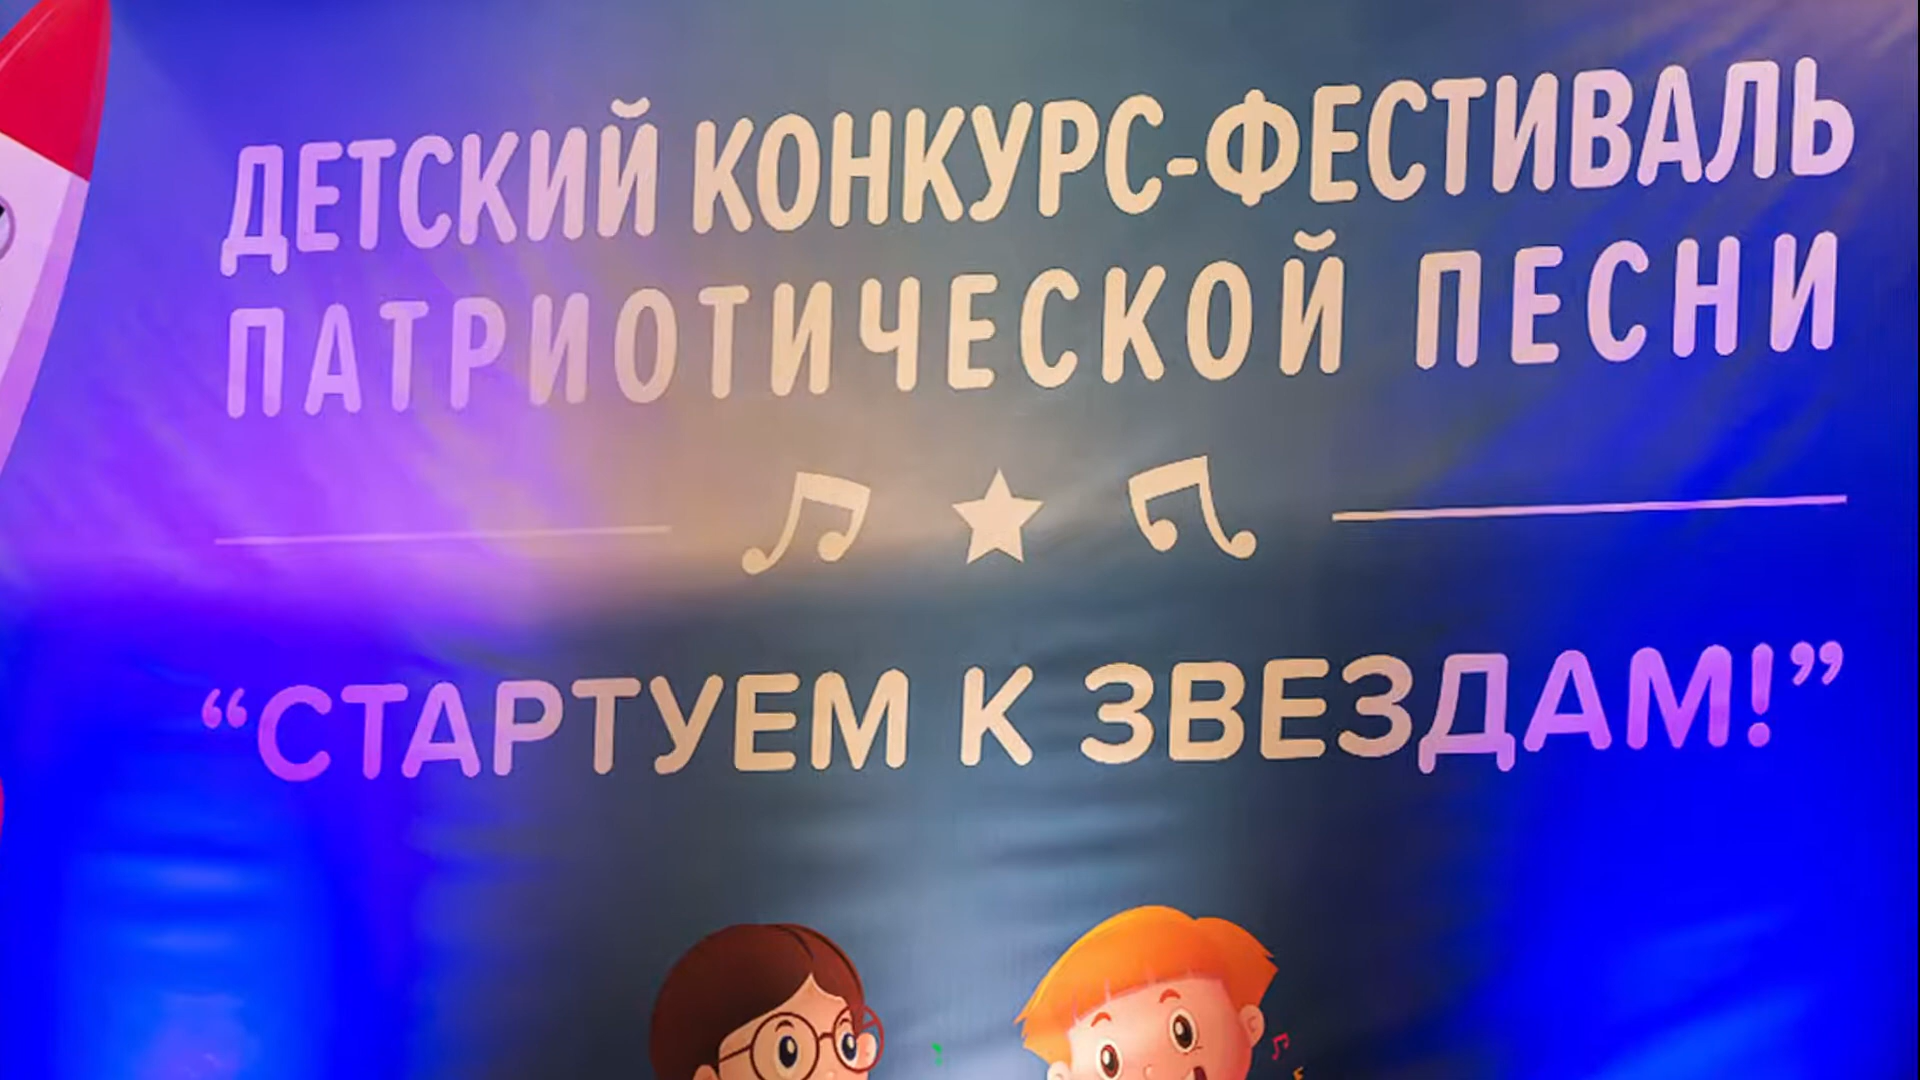 ДЕТСКИЙ КОНКУРС-ФЕСТИВАЛЬ
ПАТРИОТИЧЕСКОЙ ПЕСНИ
“СТАРТУЕМ К ЗВЕЗДАМ!”